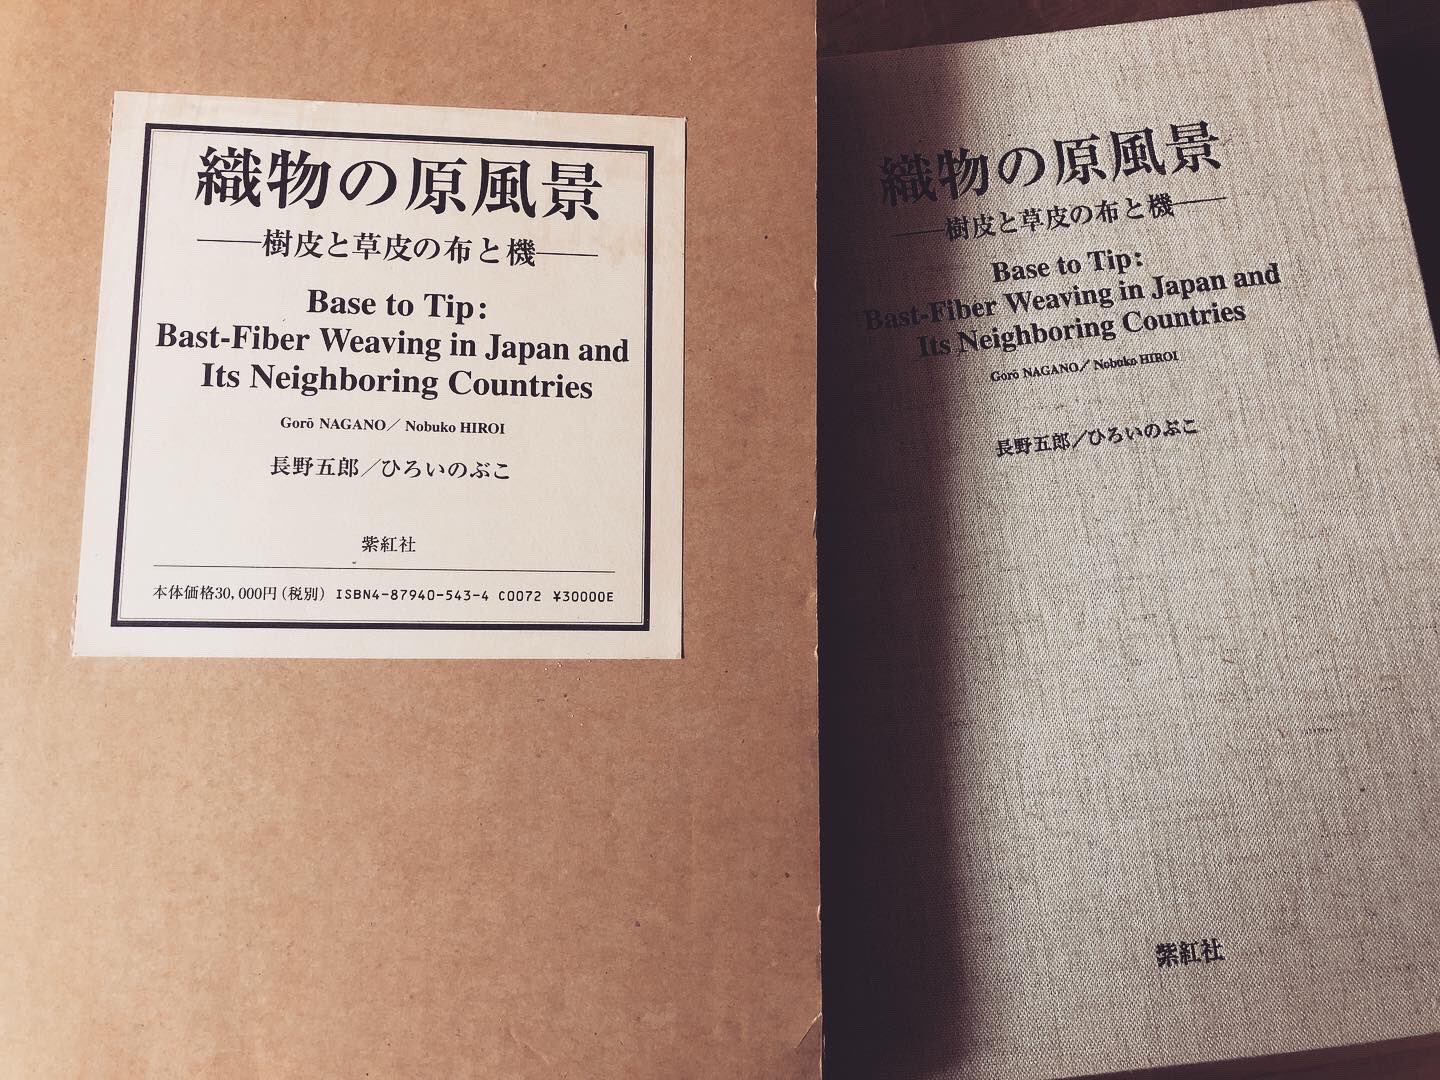 織物の原風景
——樹皮と草皮の布と機——
Base to Tip:
Bast-Fiber Weaving in Japan and
Its Neighboring Countries
Gorō NAGANO／ Nobuko HIROI
長野五郎／ひろいのぶこ
紫紅社
本体価格30,000円（税別） ISBN4-87940-543-4 C0072 ¥30000E
織物の原風景
——樹皮と草皮の布と機——
Base to Tip:
Bast-Fiber Weaving in Japan and
Its Neighboring Countries
Gorō NAGANO／ Nobuko HIROI
長野五郎／ひろいのぶこ
紫紅社